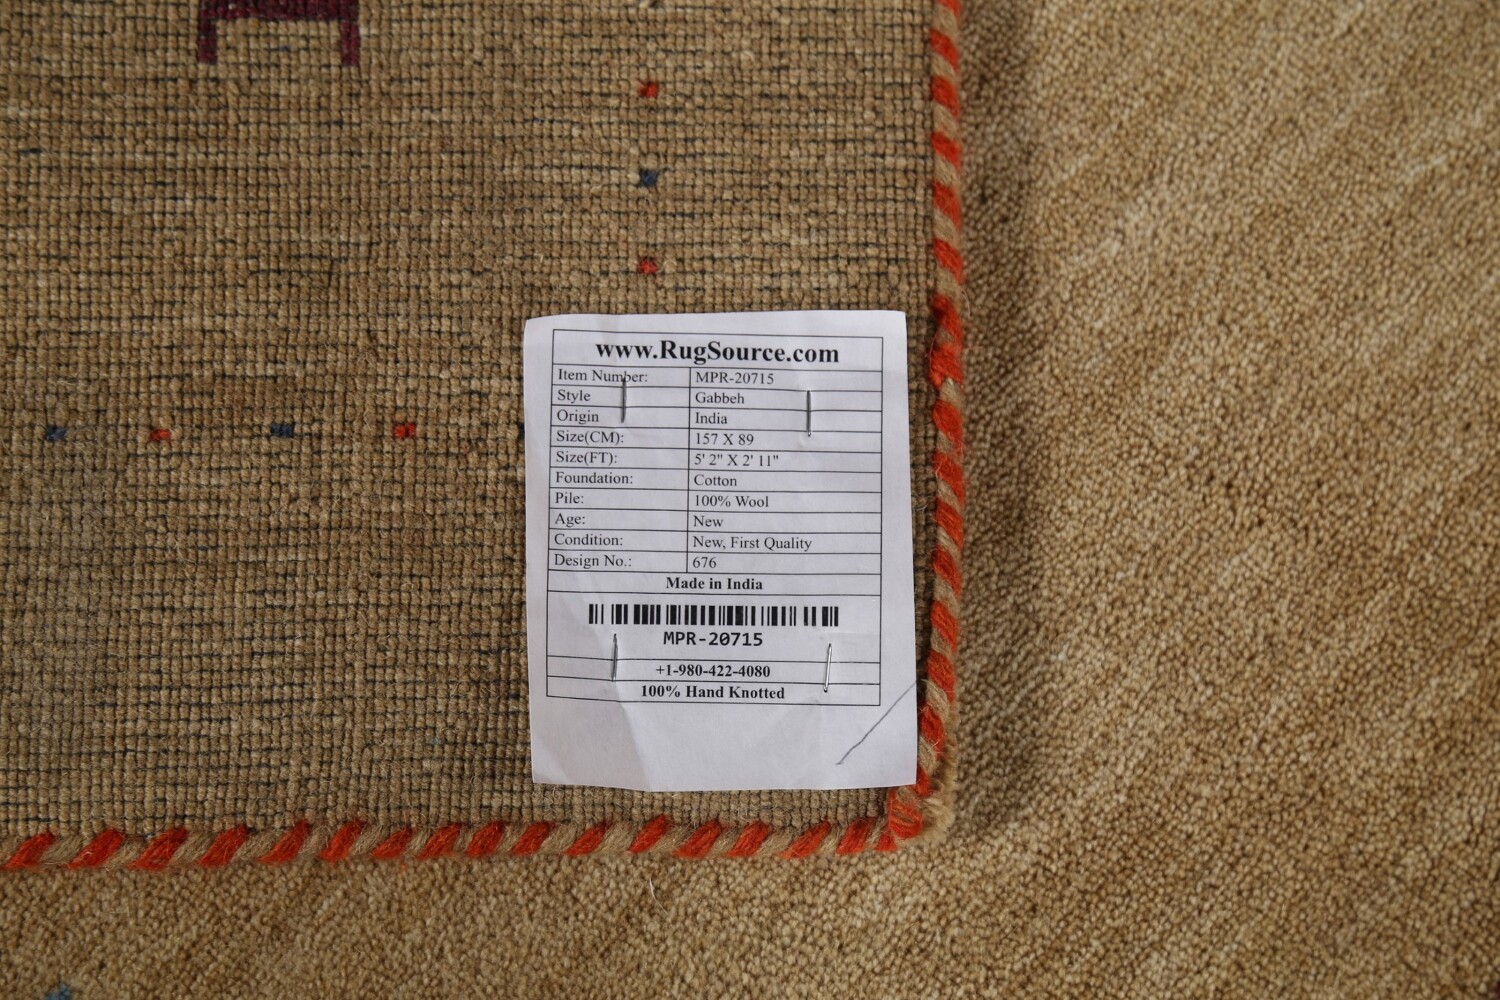 www.RugSource.com
Item Number: MPR-20715
Style Gabbeh
Origin India
Size(CM): 157 X 89
Size(FT): 5' 2" X 2' 11"
Foundation: Cotton
Pile: 100% Wool
Age: New
Condition: New, First Quality
Design No.: 676
Made in India
MPR-20715
+1-980-422-4080
100% Hand Knotted